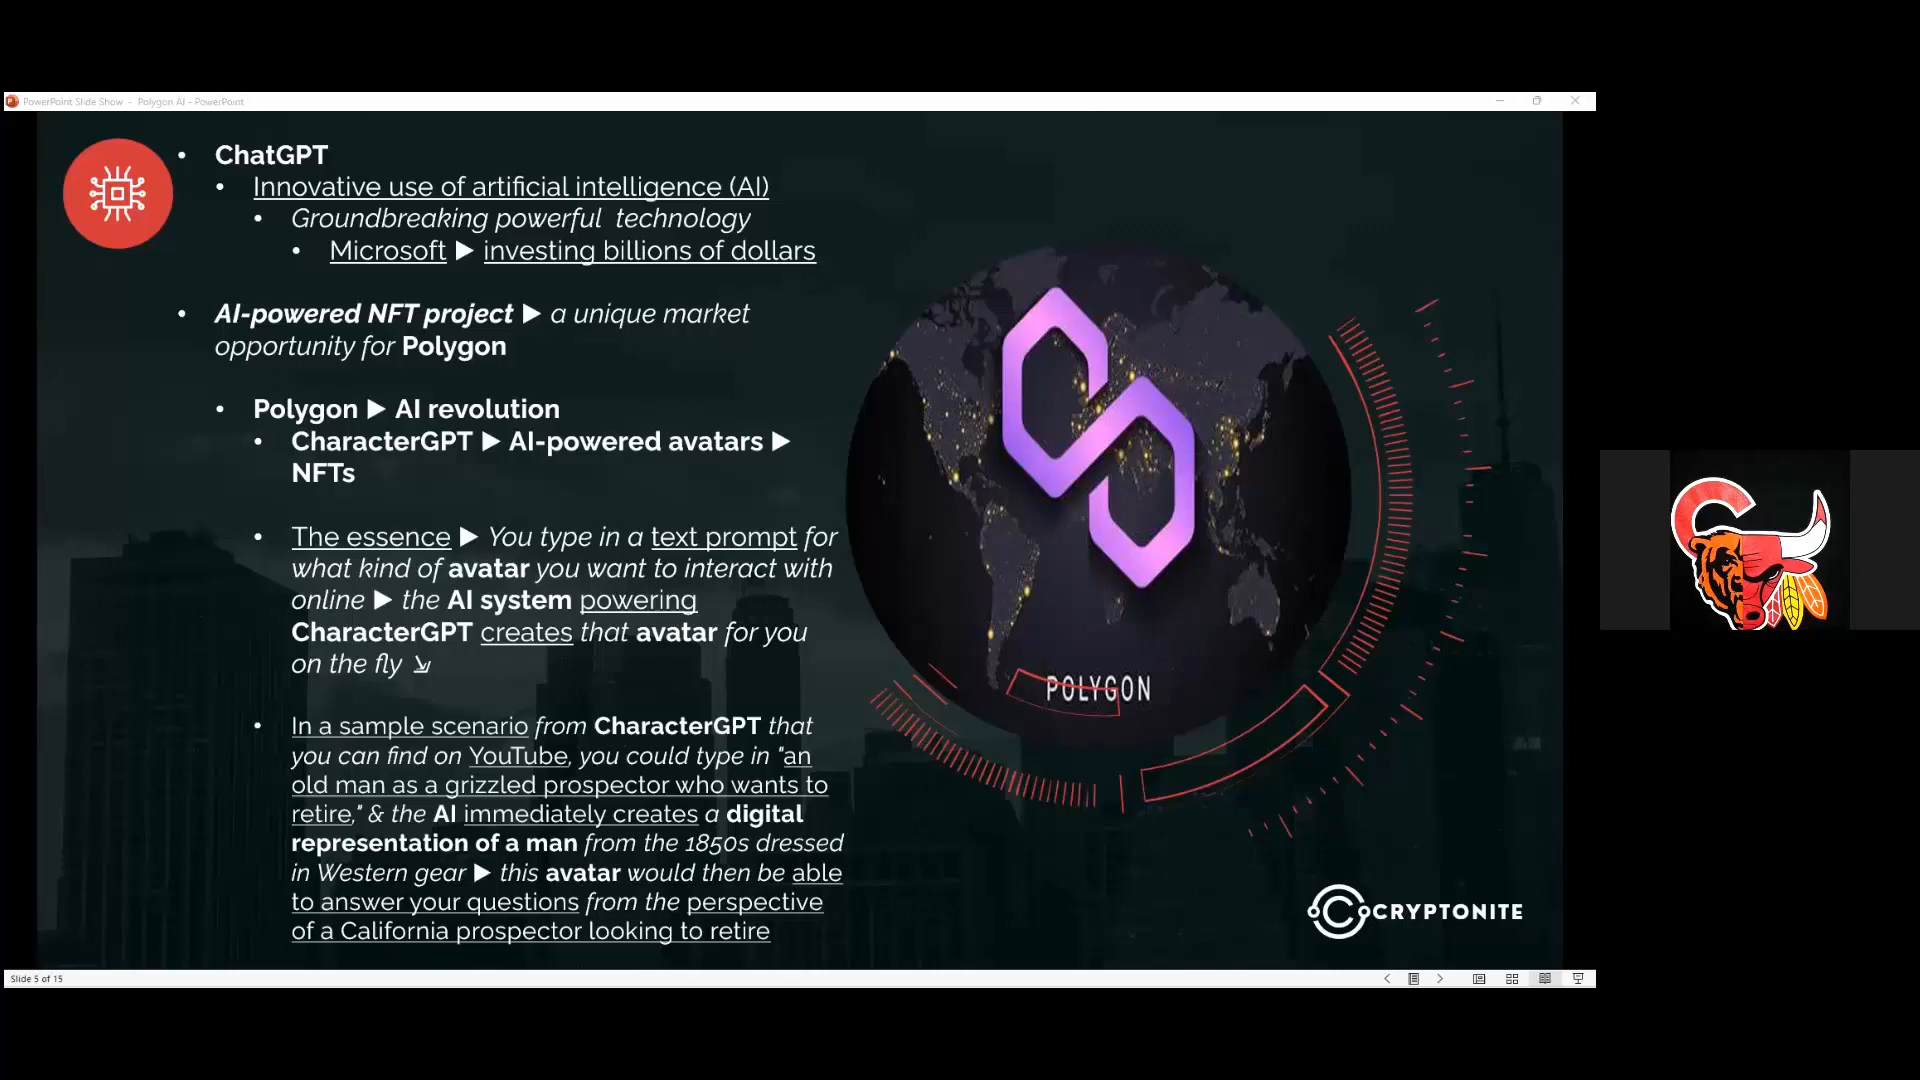 PowerPoint Slide Show - Polygon AI - PowerPoint
• ChatGPT
• Innovative use of artificial intelligence (AI)
• Groundbreaking powerful technology
• Microsoft ▶ investing billions of dollars
• AI-powered NFT project ▶ a unique market
opportunity for Polygon
• Polygon ▶ AI revolution
• CharacterGPT ▶ AI-powered avatars ▶
NFTs
• The essence ▶ You type in a text prompt for
what kind of avatar you want to interact with
online ▶ the AI system powering
CharacterGPT creates that avatar for you
on the fly ⇲
• In a sample scenario from CharacterGPT that
you can find on YouTube, you could type in "an
old man as a grizzled prospector who wants to
retire," & the AI immediately creates a digital
representation of a man from the 1850s dressed
in Western gear ▶ this avatar would then be able
to answer your questions from the perspective
of a California prospector looking to retire
POLYGON
CRYPTONITE
Slide 5 of 15